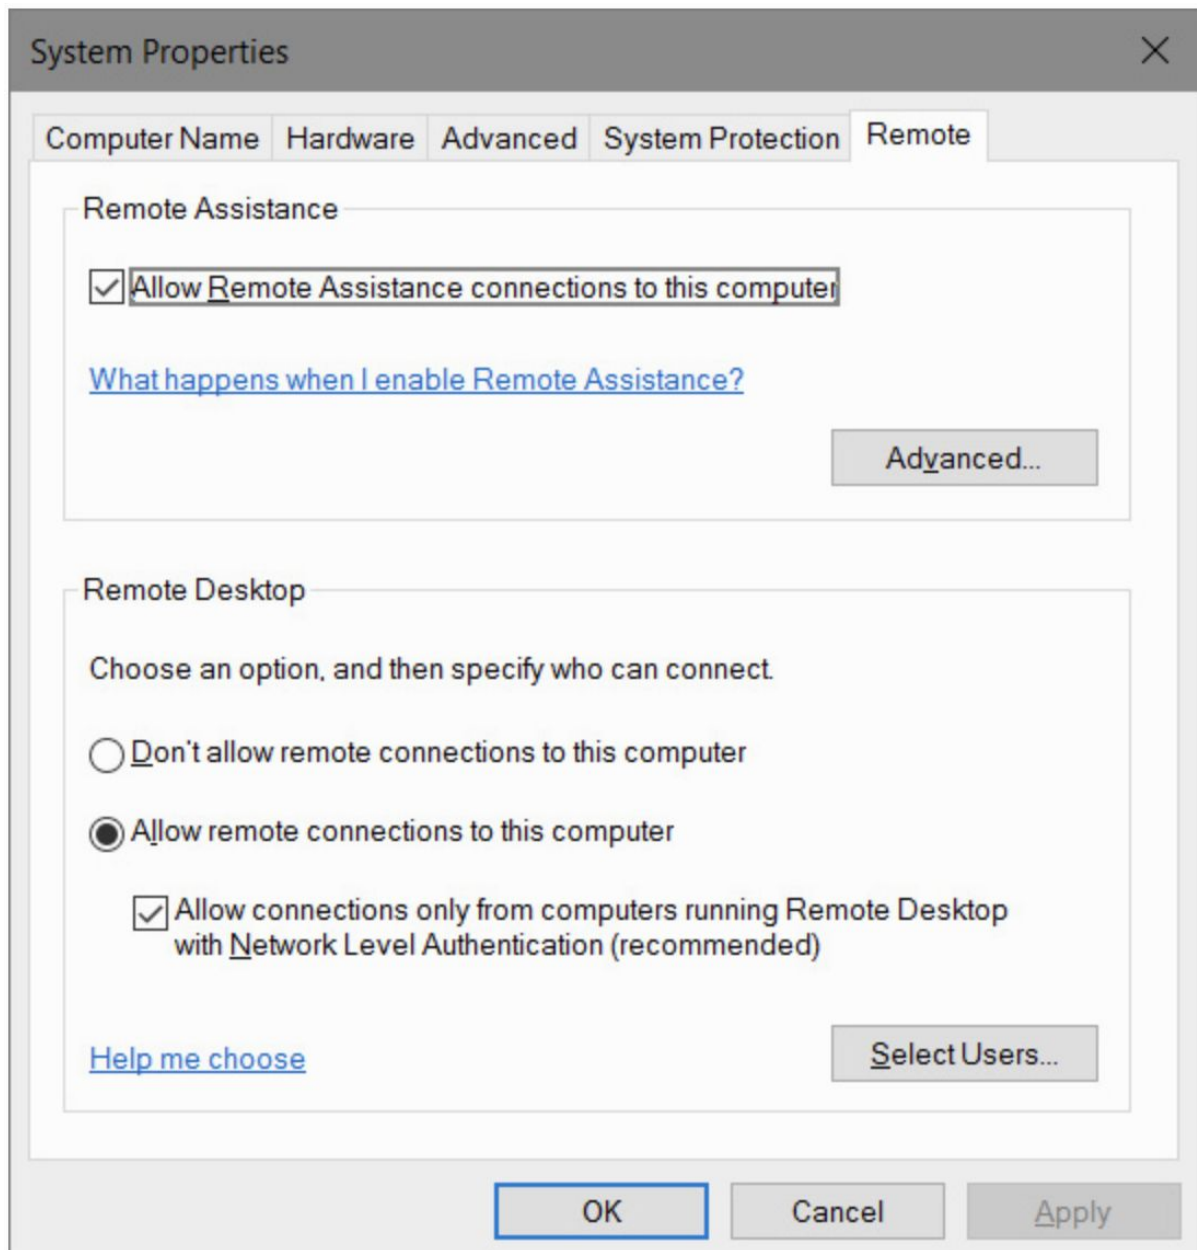 System Properties
Computer Name
Hardware
Advanced
System Protection
Remote
Remote Assistance
Allow Remote Assistance connections to this computer
What happens when I enable Remote Assistance?
Advanced...
Remote Desktop
Choose an option, and then specify who can connect.
Don't allow remote connections to this computer
Allow remote connections to this computer
Allow connections only from computers running Remote Desktop
with Network Level Authentication (recommended)
Help me choose
Select Users...
OK
Cancel
Apply